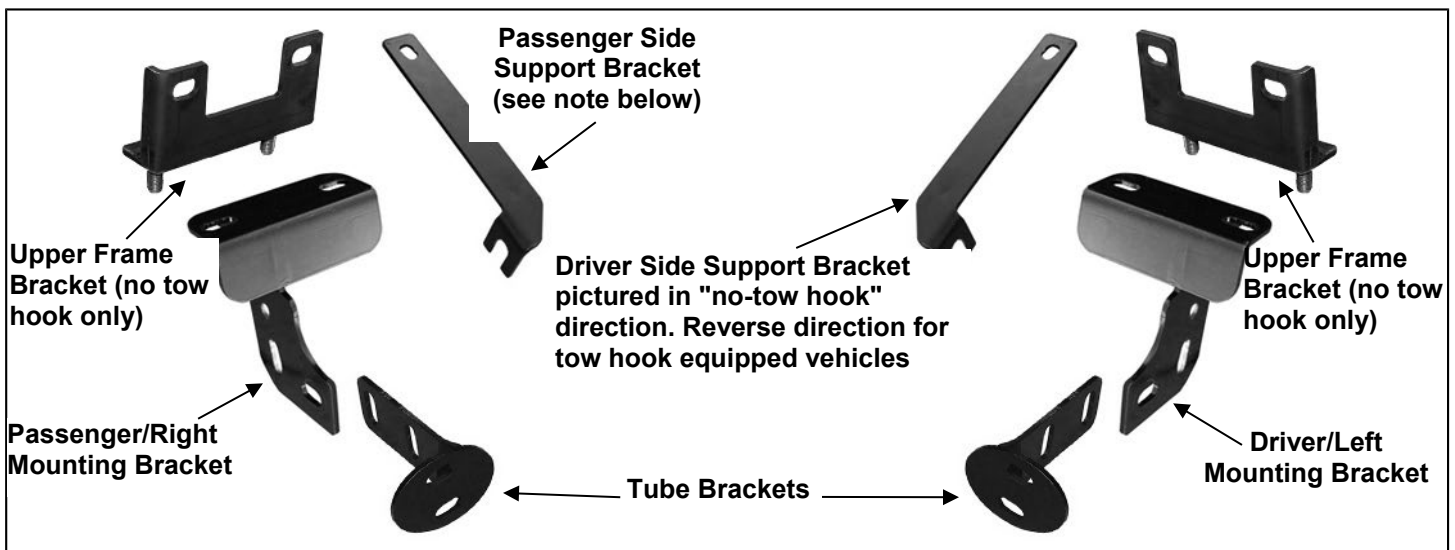 Passenger Side
Support Bracket
(see note below)
Upper Frame
Bracket (no tow
hook only)
Driver Side Support Bracket
pictured in "no-tow hook"
direction. Reverse direction for
tow hook equipped vehicles
Upper Frame
Bracket (no tow
hook only)
Passenger/Right
Mounting Bracket
Driver/Left
Mounting Bracket
Tube Brackets